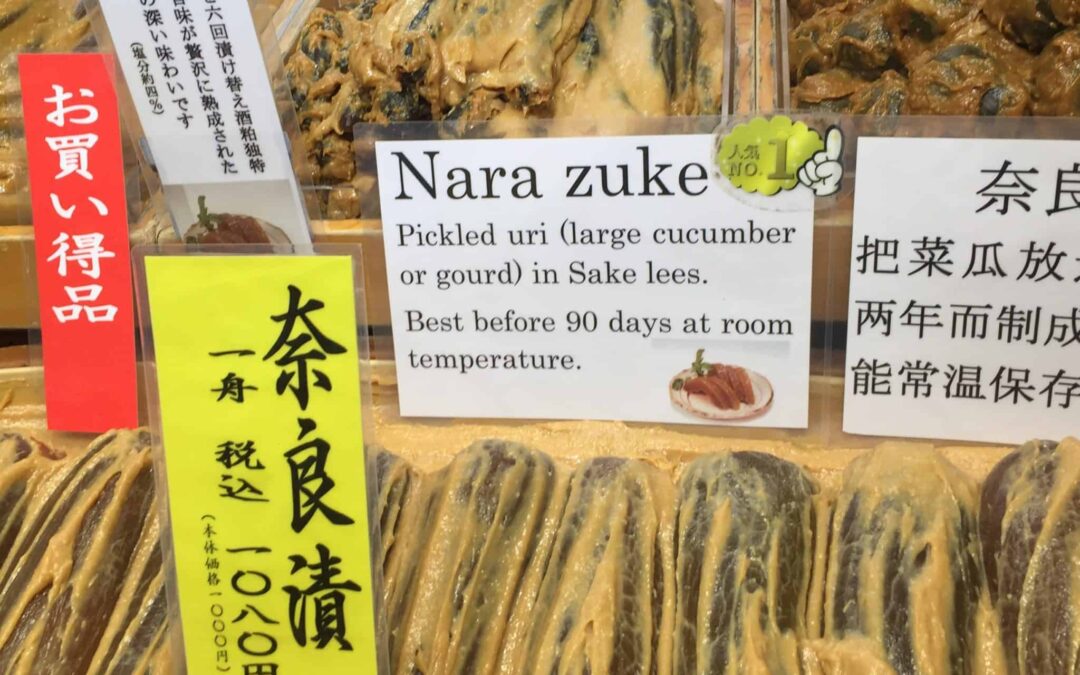 お買い得品
六回漬け替え酒粕独特
旨味が贅沢に熟成された
の深い味わいです
(塩分約四%)
Nara zuke
人気
NO.1
Pickled uri (large cucumber
or gourd) in Sake lees.
Best before 90 days at room
temperature.
奈良
把菜瓜放
两年而制成
能常温保存
奈良漬
一舟 税込 一〇八〇円
(本体価格一〇〇〇円)